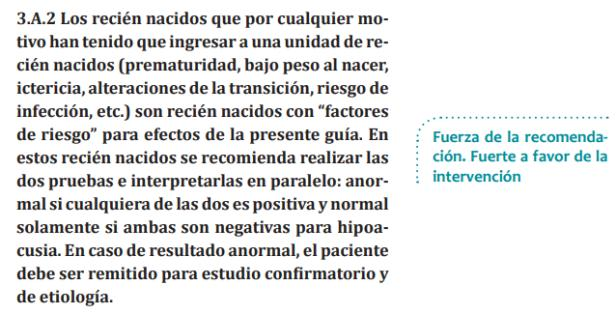 3.A.2 Los recién nacidos que por cualquier mo-
tivo han tenido que ingresar a una unidad de re-
cién nacidos (prematuridad, bajo peso al nacer,
ictericia, alteraciones de la transición, riesgo de
infección, etc.) son recién nacidos con “factores
de riesgo” para efectos de la presente guía. En
estos recién nacidos se recomienda realizar las
dos pruebas e interpretarlas en paralelo: anor-
mal si cualquiera de las dos es positiva y normal
solamente si ambas son negativas para hipoa-
cusia. En caso de resultado anormal, el paciente
debe ser remitido para estudio confirmatorio y
de etiología.
Fuerza de la recomenda-
ción. Fuerte a favor de la
intervención